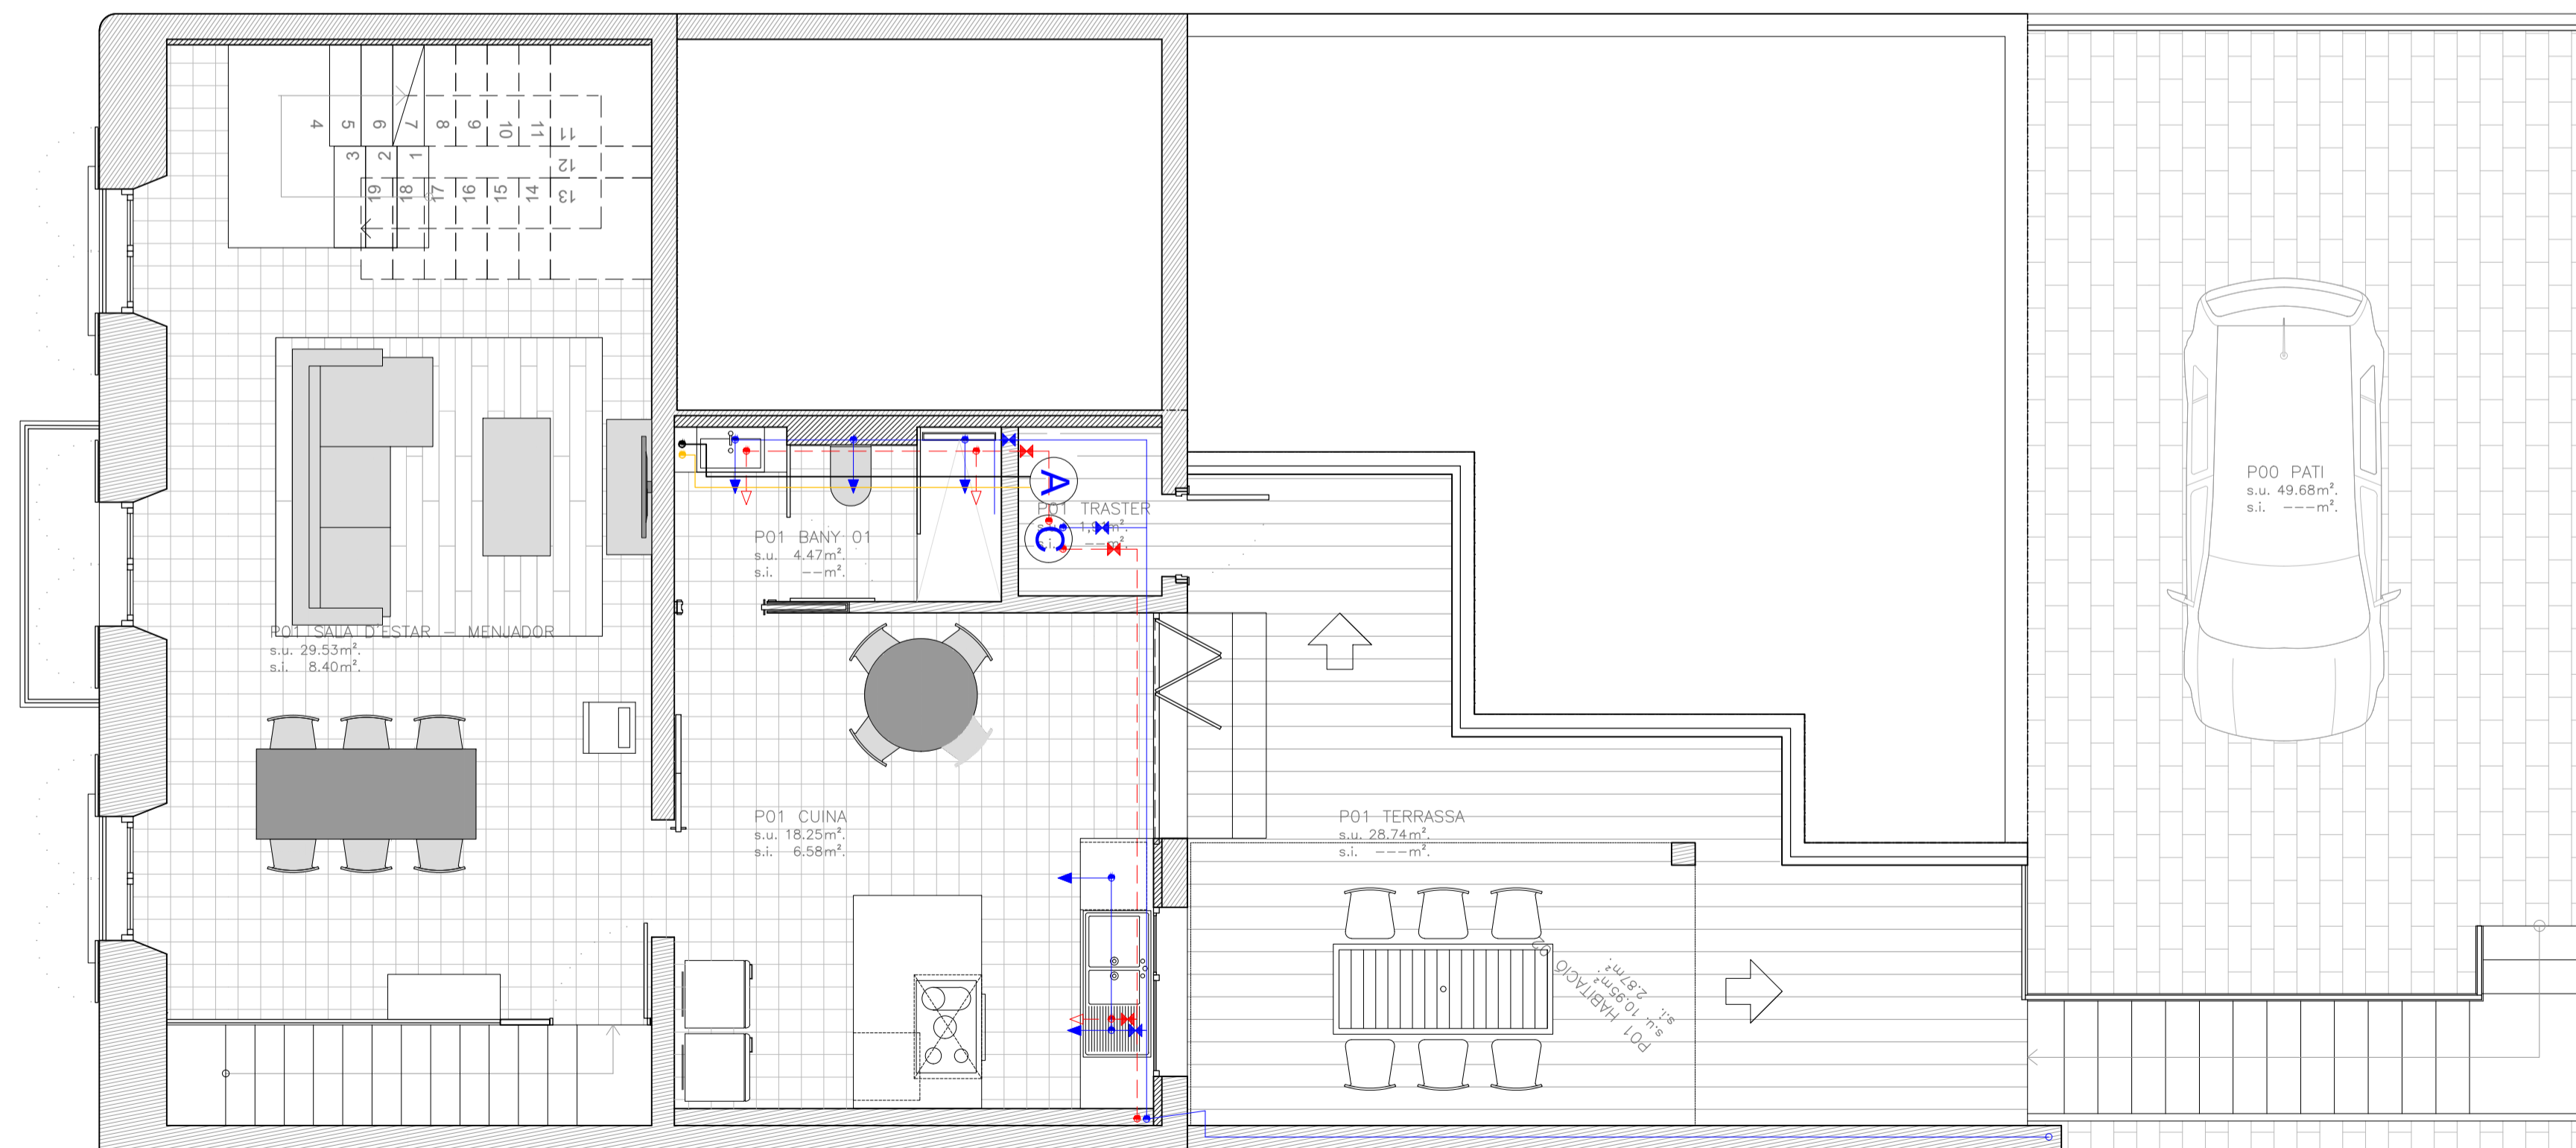 4
5
6
7
8
9
10
11
11
12
13
3
2
1
19
18
17
16
15
14
P01 SALA D'ESTAR – MENJADOR
s.u. 29.53m².
s.i. 8.40m².
P01 BANY 01
s.u. 4.47m².
s.i. --m².
A
C
P01 TRASTER
P01 CUINA
s.u. 18.25m².
s.i. 6.58m².
P01 TERRASSA
s.u. 28.74m².
s.i. ---m².
P01 HABITACIÓ 02
s.u. 10.95m².
s.i. 2.87m².
P00 PATI
s.u. 49.68m².
s.i. ---m².